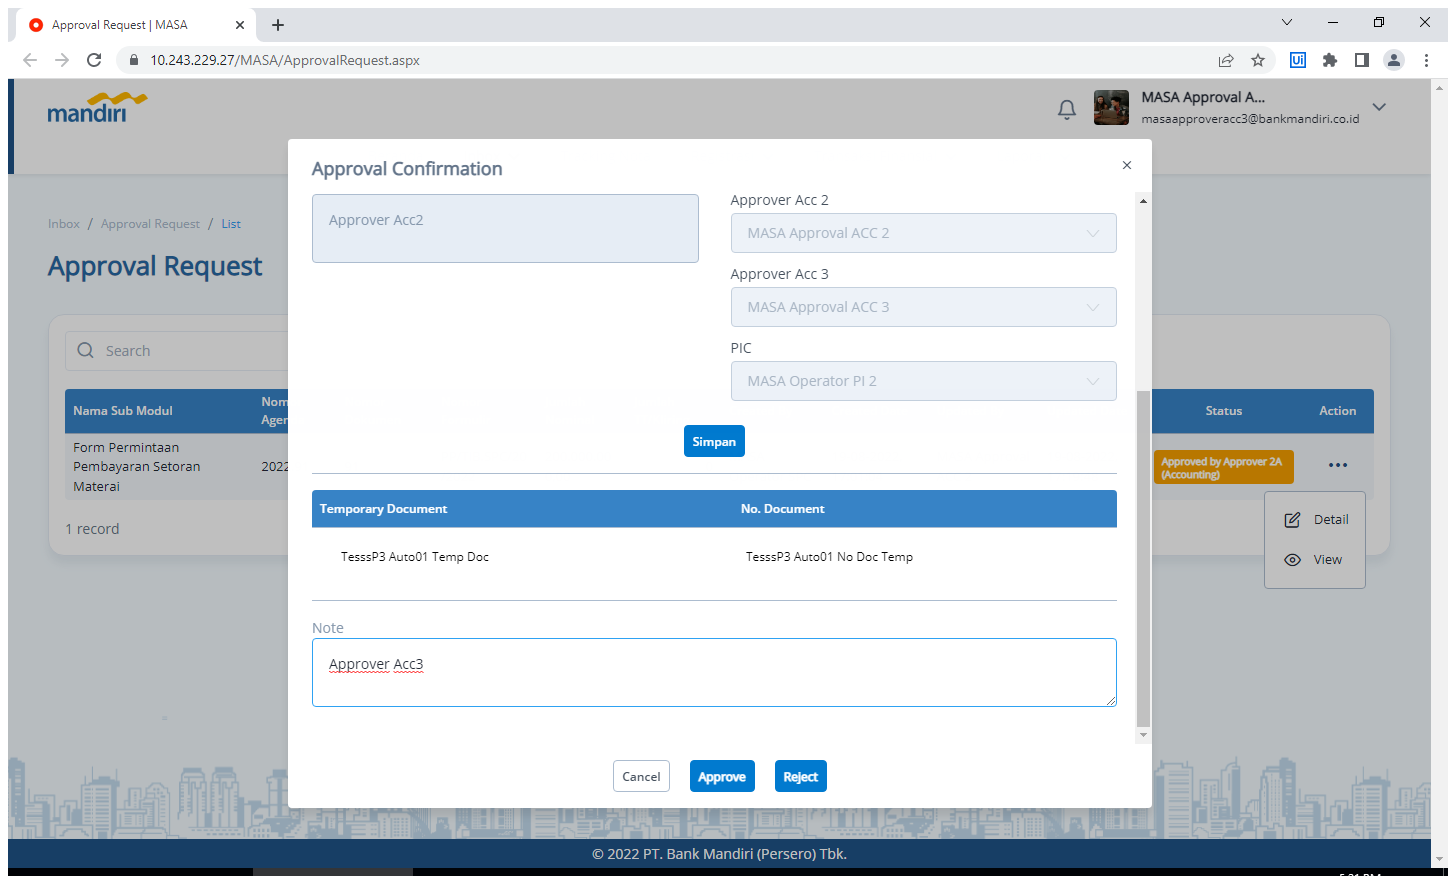 Approval Request | MASA
10.243.229.27/MASA/ApprovalRequest.aspx
Ui
mandiri
MASA Approval A...
masaapproveracc3@bankmandiri.co.id
Inbox / Approval Request / List
Approval Request
Search
Nama Sub Modul
Nom
Agen
Status
Action
Form Permintaan
Pembayaran Setoran
Materai
2022
Approved by Approver 2A
(Accounting)
1 record
Detail
View
Approval Confirmation
Approver Acc2
Approver Acc 2
MASA Approval ACC 2
Approver Acc 3
MASA Approval ACC 3
PIC
MASA Operator PI 2
Simpan
Temporary Document
No. Document
TesssP3 Auto01 Temp Doc
TesssP3 Auto01 No Doc Temp
Note
Approver Acc3
Cancel
Approve
Reject
© 2022 PT. Bank Mandiri (Persero) Tbk.